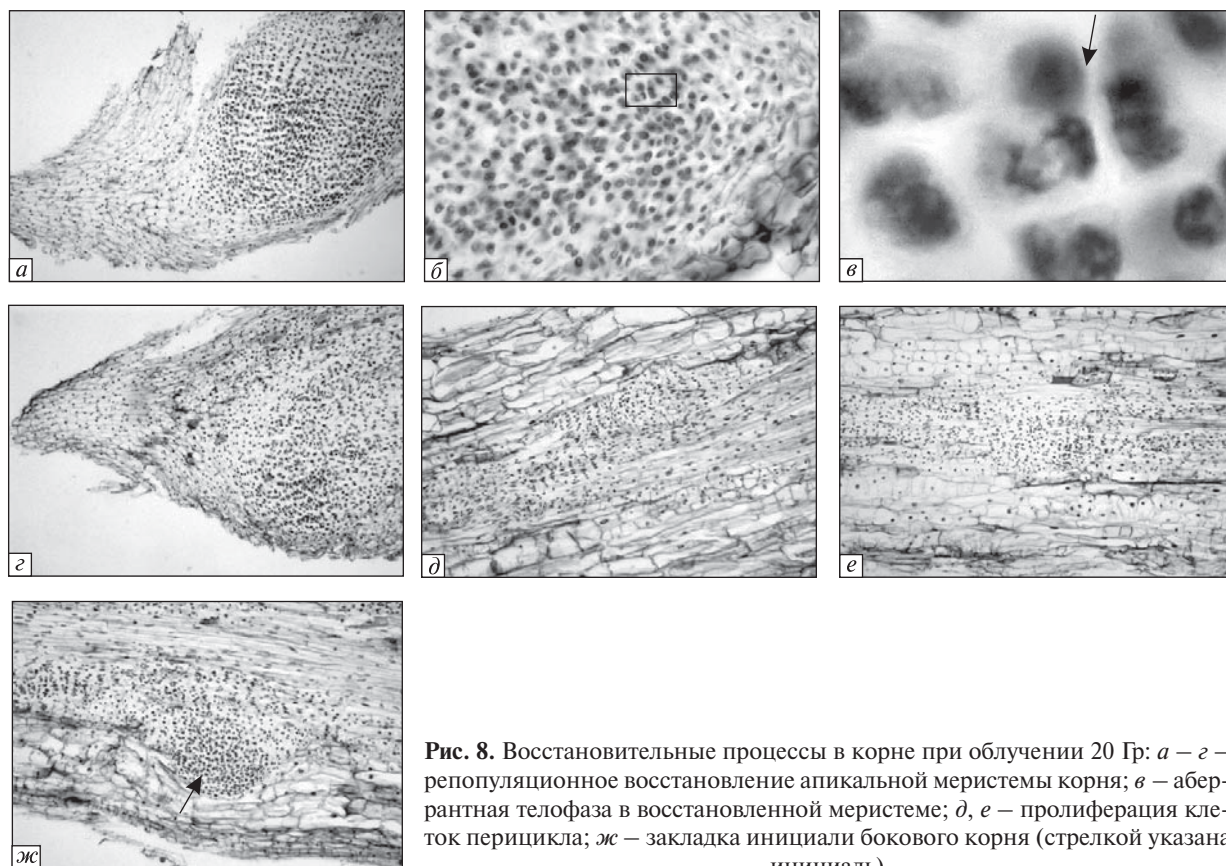 а
б
в
г
д
е
ж
Рис. 8. Восстановительные процессы в корне при облучении 20 Гр: а – г –
репопуляционное восстановление апикальной меристемы корня; в – абер-
рантная телофаза в восстановленной меристеме; д, е – пролиферация кле-
ток перицикла; ж – закладка инициали бокового корня (стрелкой указана
инициаль)